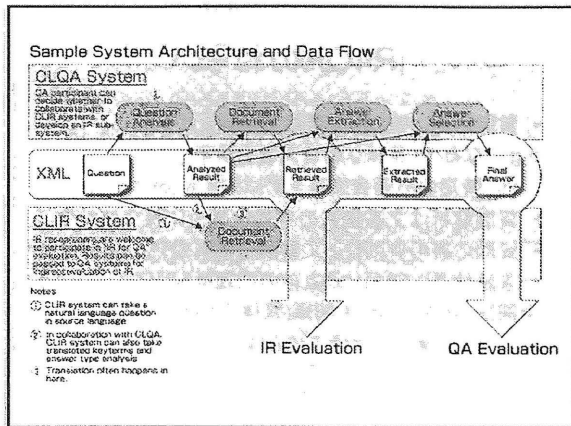 Sample System Architecture and Data Flow
CLQA System
QA participant can
decide whether to
collaborate with
CLIR systems, or
develop an IR sub-
system.
Question
Analysis
Document
Retrieval
Answer
Extraction
Answer
Selection
XML
Question
Analyzed
Result
Retrieved
Result
Extracted
Result
Final
Answer
CLIR System
IR researchers are welcome
to participate in IR for QA
evaluation. Results can be
passed to QA systems for
indirect evaluation of IR.
Document
Retrieval
Notes
① CLIR system can take a
natural language question
in source language
② In collaboration with CLQA,
CLIR system can also take
translated keyterms and
answer type analysis
Translation often happens in
here.
IR Evaluation
QA Evaluation